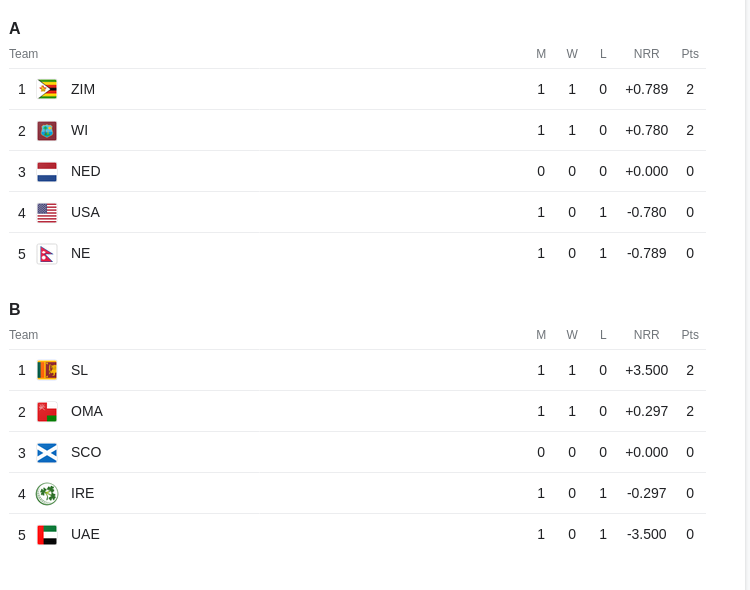 A
Team M W L NRR Pts
1 ZIM 1 1 0 +0.789 2
2 WI 1 1 0 +0.780 2
3 NED 0 0 0 +0.000 0
4 USA 1 0 1 -0.780 0
5 NE 1 0 1 -0.789 0
B
Team M W L NRR Pts
1 SL 1 1 0 +3.500 2
2 OMA 1 1 0 +0.297 2
3 SCO 0 0 0 +0.000 0
4 IRE 1 0 1 -0.297 0
5 UAE 1 0 1 -3.500 0